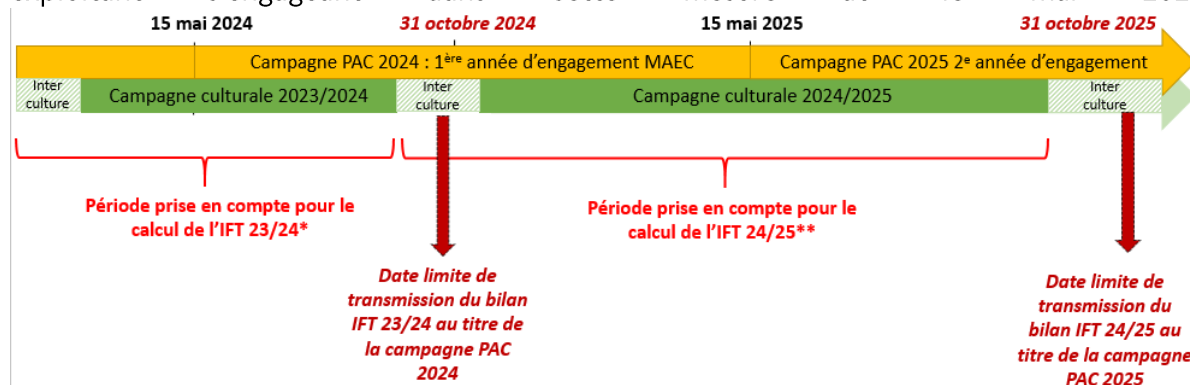 15 mai 2024 31 octobre 2024 15 mai 2025 31 octobre 2025
Campagne PAC 2024 : 1ère année d'engagement MAEC Campagne PAC 2025 2e année d'engagement
Inter
culture
Campagne culturale 2023/2024
Inter
culture
Campagne culturale 2024/2025
Inter
culture
Période prise en compte pour le
calcul de l'IFT 23/24*
Période prise en compte pour le
calcul de l'IFT 24/25**
Date limite de
transmission du bilan
IFT 23/24 au titre de
la campagne PAC
2024
Date limite de
transmission du
bilan IFT 24/25 au
titre de la campagne
PAC 2025